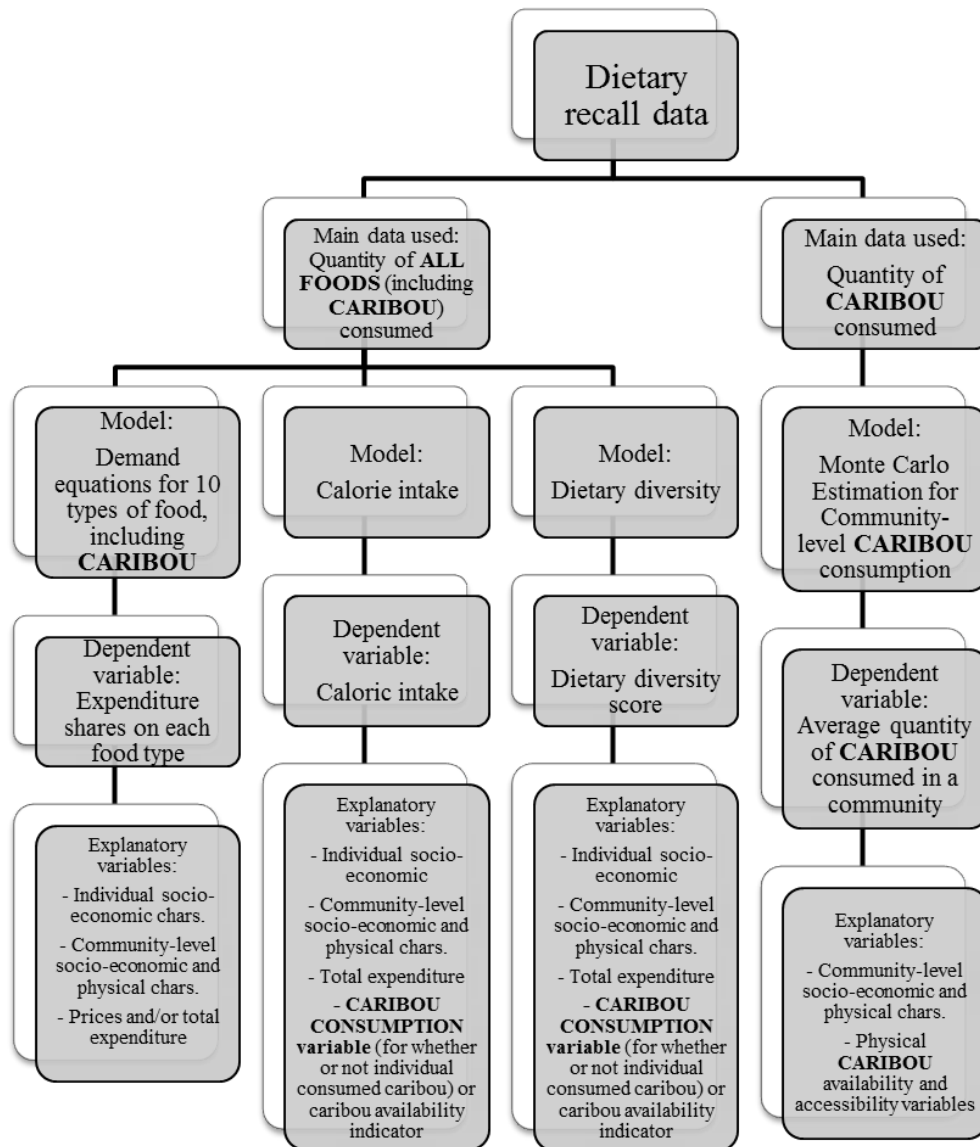 Dietary
recall data
Main data used:
Quantity of ALL
FOODS (including
CARIBOU)
consumed
Main data used:
Quantity of
CARIBOU
consumed
Model:
Demand
equations for 10
types of food,
including
CARIBOU
Model:
Calorie intake
Model:
Dietary diversity
Model:
Monte Carlo
Estimation for
Community-
level CARIBOU
consumption
Dependent
variable:
Expenditure
shares on each
food type
Dependent
variable:
Caloric intake
Dependent
variable:
Dietary diversity
score
Dependent
variable:
Average quantity
of CARIBOU
consumed in a
community
Explanatory
variables:
- Individual socio-
economic chars.
- Community-level
socio-economic and
physical chars.
- Prices and/or total
expenditure
Explanatory
variables:
- Individual socio-
economic
- Community-level
socio-economic and
physical chars.
- Total expenditure
- CARIBOU
CONSUMPTION
variable (for whether
or not individual
consumed caribou) or
caribou availability
indicator
Explanatory
variables:
- Individual socio-
economic
- Community-level
socio-economic and
physical chars.
- Total expenditure
- CARIBOU
CONSUMPTION
variable (for whether
or not individual
consumed caribou) or
caribou availability
indicator
Explanatory
variables:
- Community-level
socio-economic and
physical chars.
- Physical
CARIBOU
availability and
accessibility variables